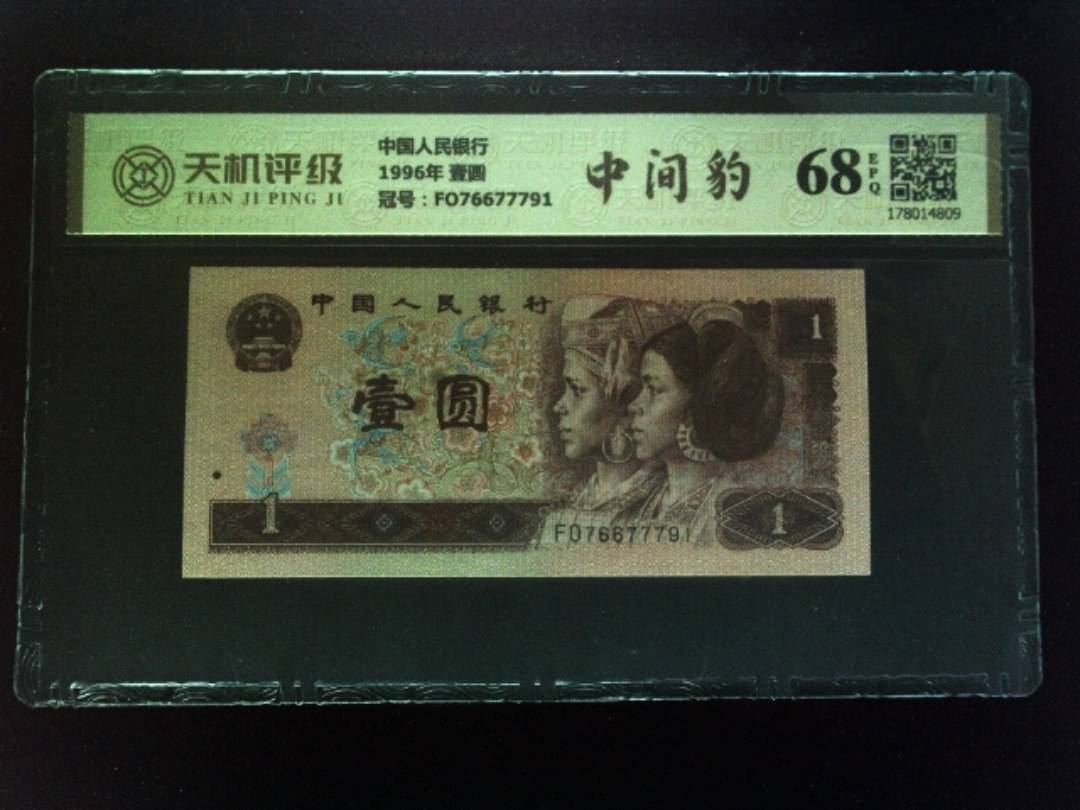 天机评级
TIAN JI PING JI
中国人民银行
1996年 壹圆
冠号：FO76677791
中间豹
68
EPQ
178014809
中国人民银行
1
壹圆
1
FO76677791
1